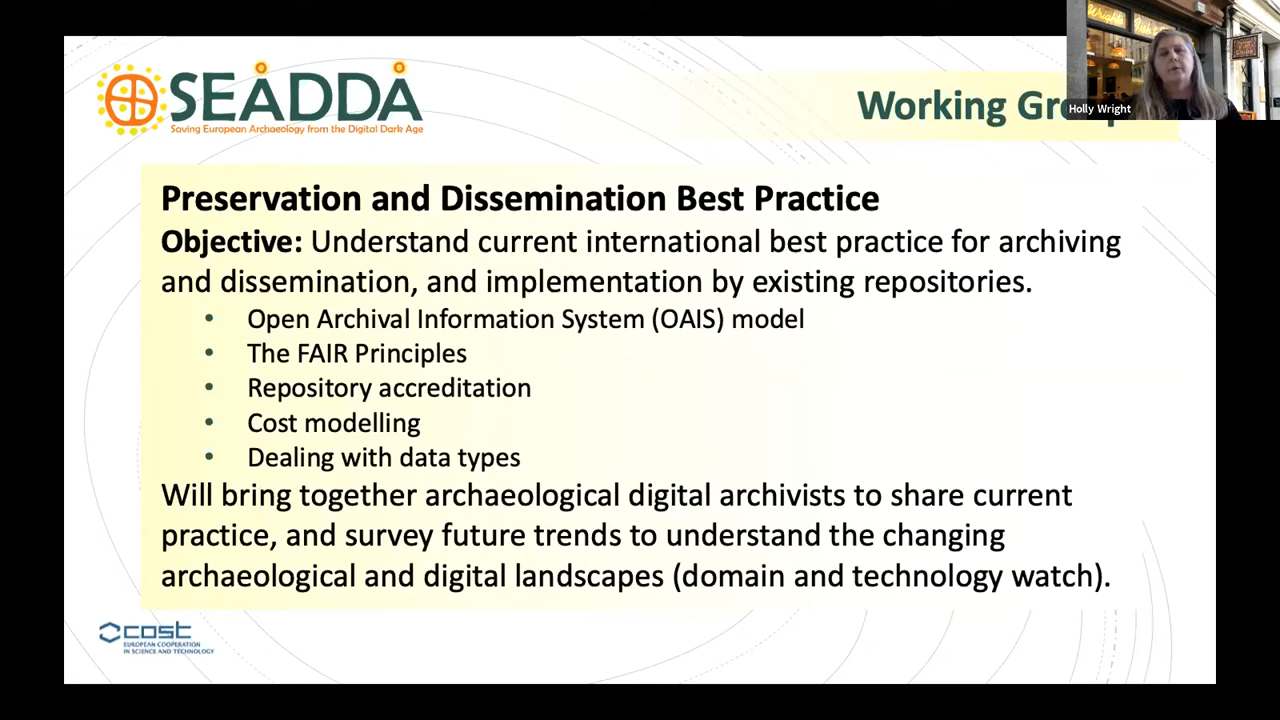 SEADDA
Saving European Archaeology from the Digital Dark Age
Working
Holly Wright
Preservation and Dissemination Best Practice
Objective: Understand current international best practice for archiving
and dissemination, and implementation by existing repositories.
• Open Archival Information System (OAIS) model
• The FAIR Principles
• Repository accreditation
• Cost modelling
• Dealing with data types
Will bring together archaeological digital archivists to share current
practice, and survey future trends to understand the changing
archaeological and digital landscapes (domain and technology watch).
cost
EUROPEAN COOPERATION
IN SCIENCE AND TECHNOLOGY